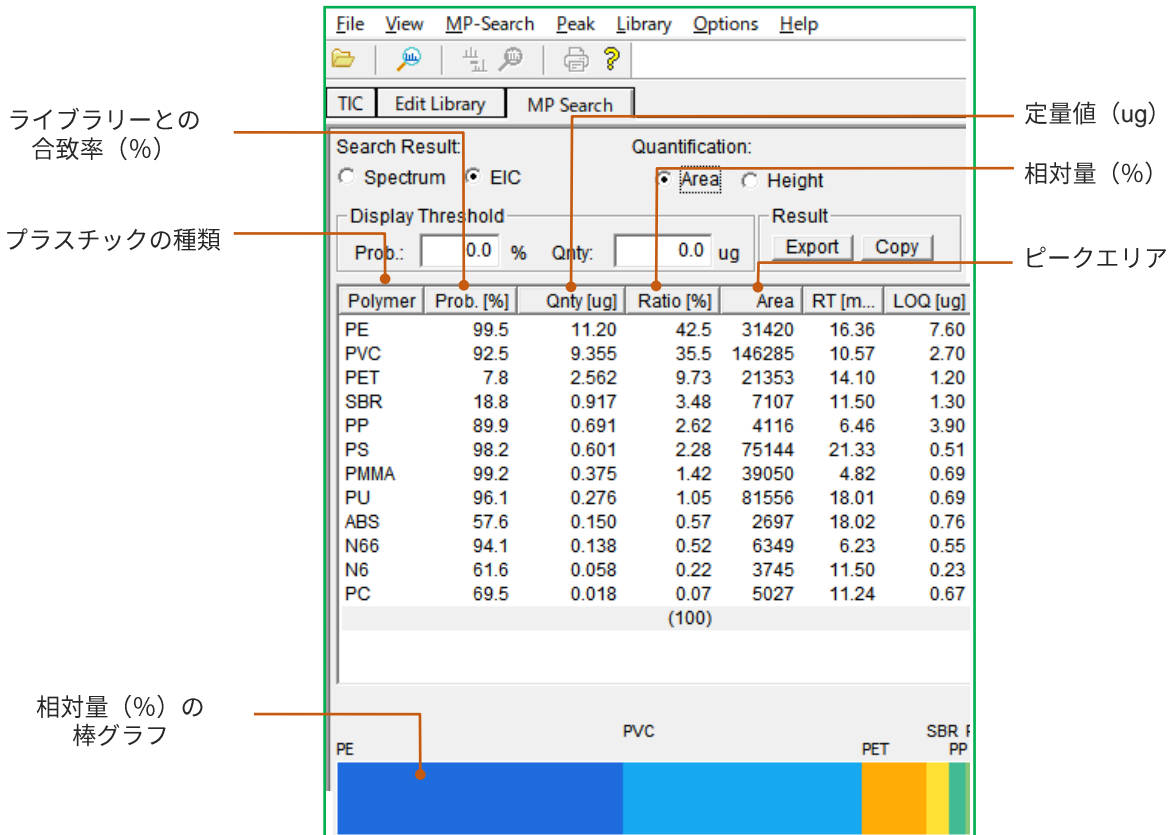 File View MP-Search Peak Library Options Help
TIC Edit Library MP Search
ライブラリーとの
合致率（%）
定量値（ug）
Search Result: Quantification:
相対量（%）
Spectrum EIC Area Height
プラスチックの種類
Display Threshold Result
Prob.: 0.0 % Qnty: 0.0 ug Export Copy
ピークエリア
Polymer Prob. [%] Qnty [ug] Ratio [%] Area RT [m... LOQ [ug]
PE 99.5 11.20 42.5 31420 16.36 7.60
PVC 92.5 9.355 35.5 146285 10.57 2.70
PET 7.8 2.562 9.73 21353 14.10 1.20
SBR 18.8 0.917 3.48 7107 11.50 1.30
PP 89.9 0.691 2.62 4116 6.46 3.90
PS 98.2 0.601 2.28 75144 21.33 0.51
PMMA 99.2 0.375 1.42 39050 4.82 0.69
PU 96.1 0.276 1.05 81556 18.01 0.69
ABS 57.6 0.150 0.57 2697 18.02 0.76
N66 94.1 0.138 0.52 6349 6.23 0.55
N6 61.6 0.058 0.22 3745 11.50 0.23
PC 69.5 0.018 0.07 5027 11.24 0.67
(100)
相対量（%）の
棒グラフ
PVC SBR
PE PET PP